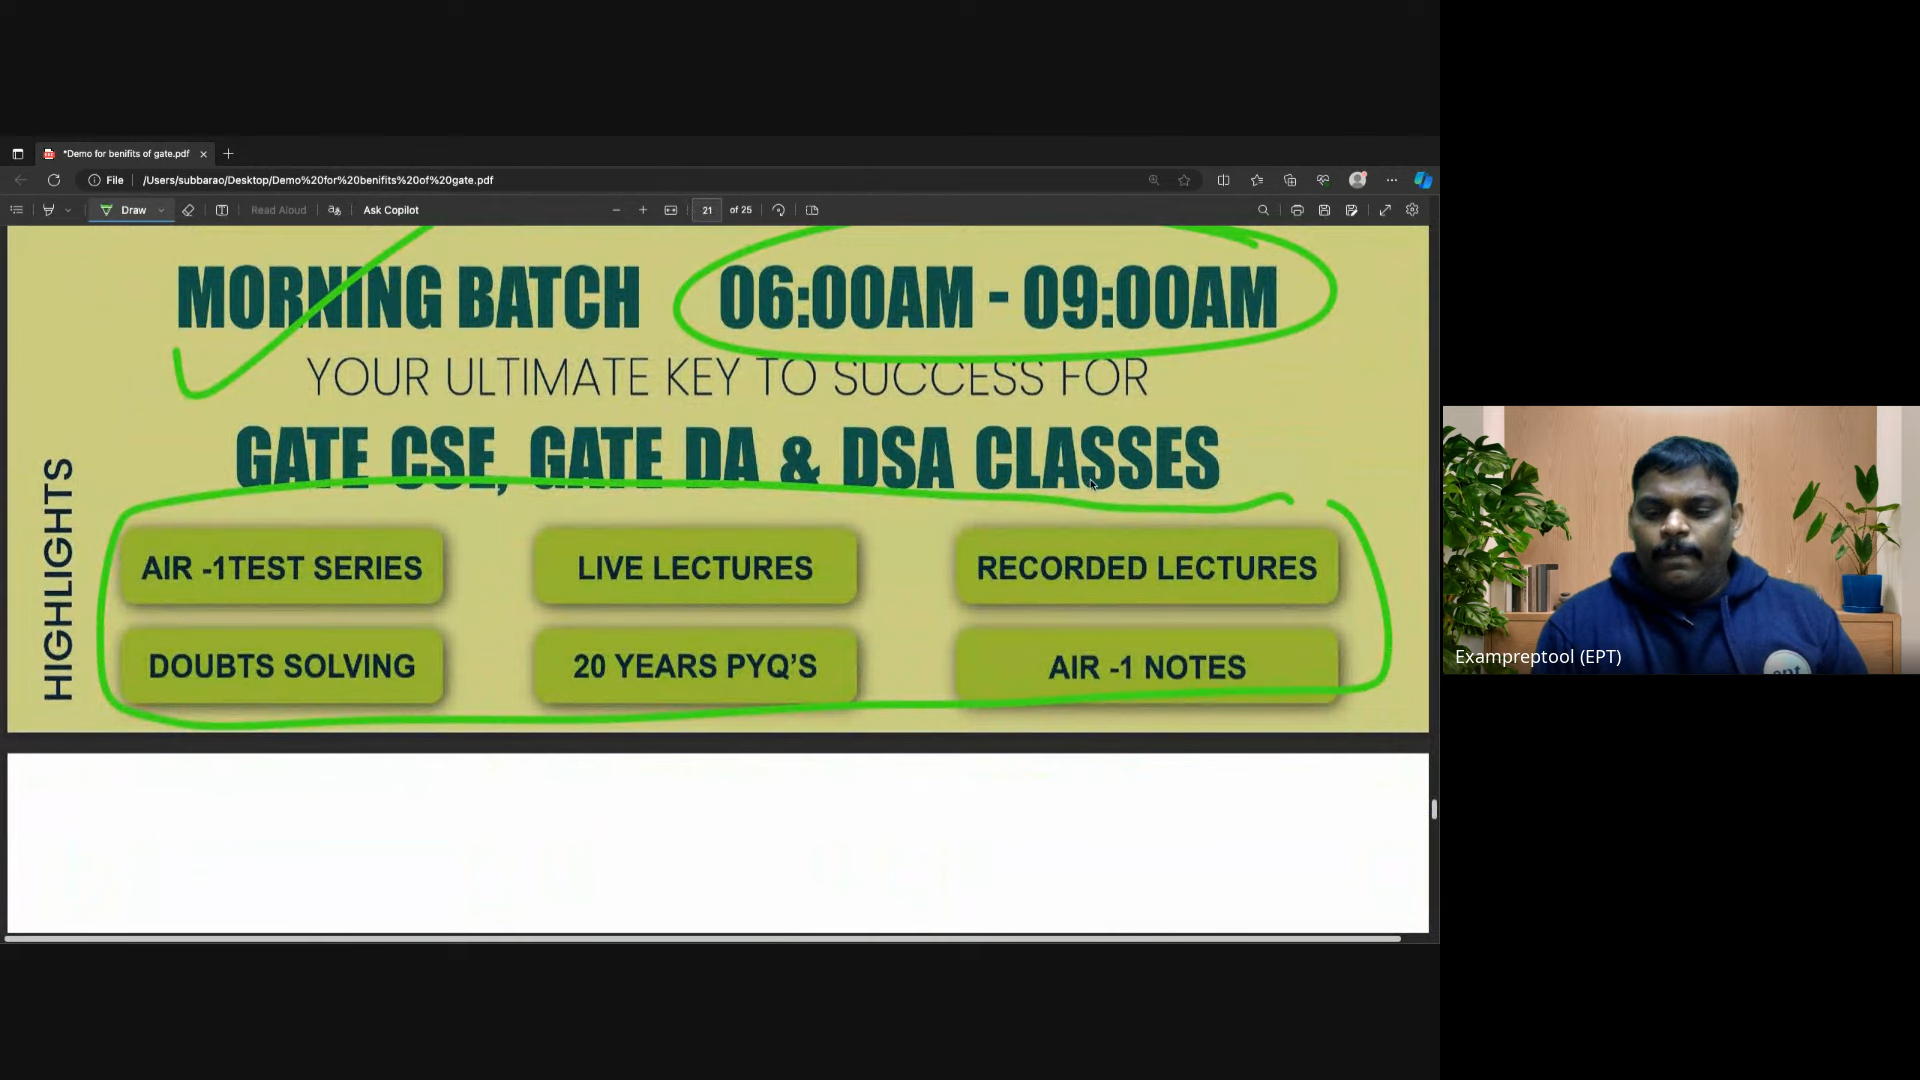 *Demo for benifits of gate.pdf
File /Users/subbarao/Desktop/Demo%20for%20benifits%20of%20gate.pdf
Draw Read Aloud aあ Ask Copilot 21 of 25
MORNING BATCH 06:00AM - 09:00AM
YOUR ULTIMATE KEY TO SUCCESS FOR
GATE CSE, GATE DA & DSA CLASSES
HIGHLIGHTS
AIR -1TEST SERIES LIVE LECTURES RECORDED LECTURES
DOUBTS SOLVING 20 YEARS PYQ'S AIR -1 NOTES
Exampreptool (EPT)
ept